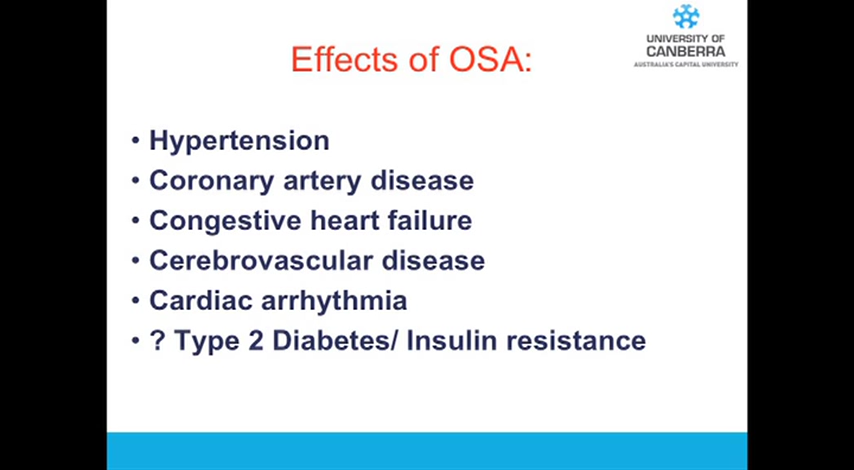 UNIVERSITY OF
CANBERRA
AUSTRALIA'S CAPITAL UNIVERSITY
Effects of OSA:
• Hypertension
• Coronary artery disease
• Congestive heart failure
• Cerebrovascular disease
• Cardiac arrhythmia
• ? Type 2 Diabetes/ Insulin resistance